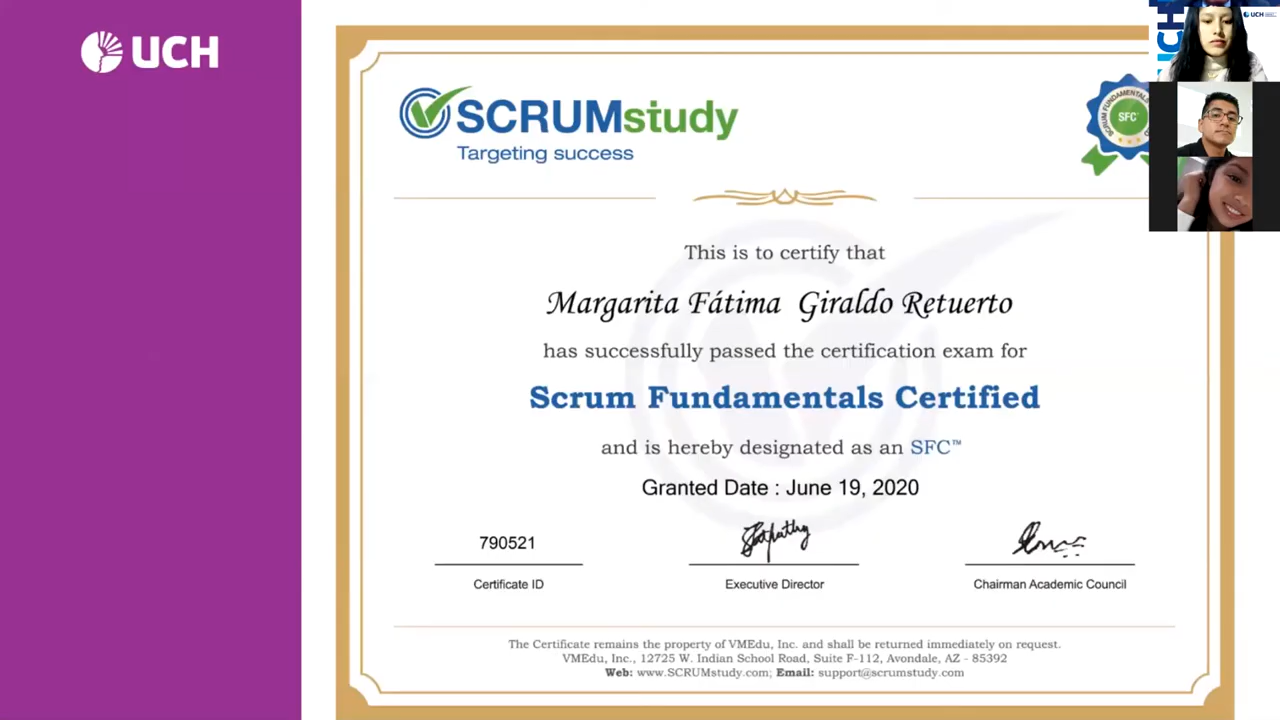 UCH
SCRUMstudy
Targeting success
SCRUM FUNDAMENTALS
SFC
UCH
UCH
This is to certify that
Margarita Fátima Giraldo Retuerto
has successfully passed the certification exam for
Scrum Fundamentals Certified
and is hereby designated as an SFC™
Granted Date : June 19, 2020
790521
Certificate ID
Executive Director
Chairman Academic Council
The Certificate remains the property of VMEdu, Inc. and shall be returned immediately on request.
VMEdu, Inc., 12725 W. Indian School Road, Suite F-112, Avondale, AZ - 85392
Web: www.SCRUMstudy.com; Email: support@scrumstudy.com